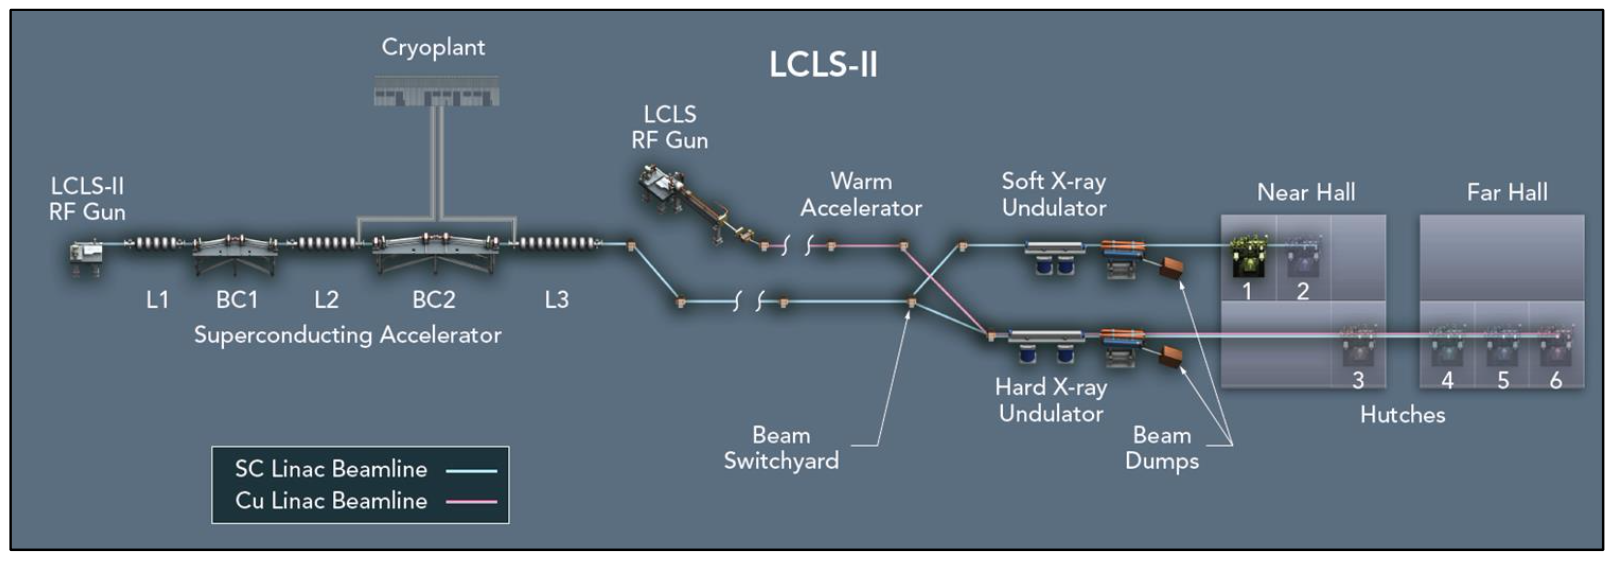 LCLS-II
Cryoplant
LCLS
RF Gun
LCLS-II
RF Gun
Warm
Accelerator
Soft X-ray
Undulator
Near Hall
Far Hall
L1
BC1
L2
BC2
L3
Superconducting Accelerator
1
2
3
4
5
6
Hutches
Hard X-ray
Undulator
Beam
Switchyard
Beam
Dumps
SC Linac Beamline
Cu Linac Beamline